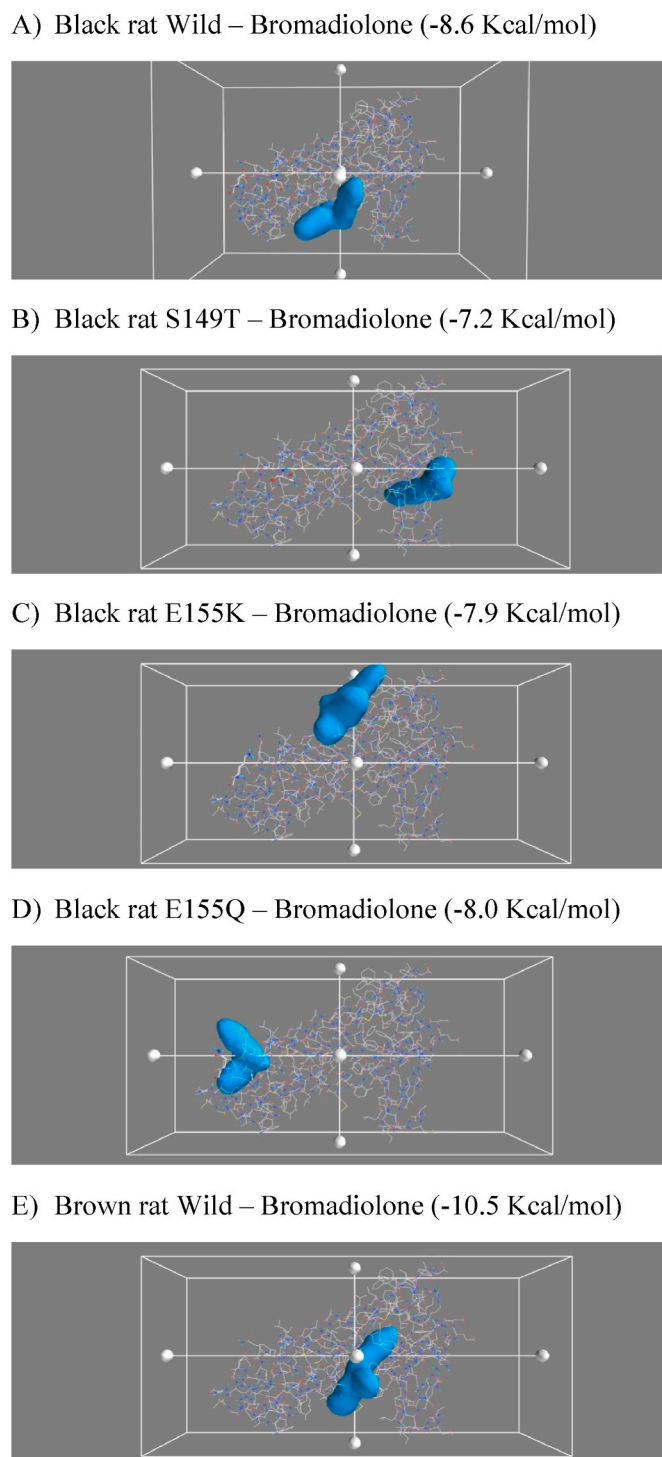 A) Black rat Wild – Bromadiolone (-8.6 Kcal/mol)
B) Black rat S149T – Bromadiolone (-7.2 Kcal/mol)
C) Black rat E155K – Bromadiolone (-7.9 Kcal/mol)
D) Black rat E155Q – Bromadiolone (-8.0 Kcal/mol)
E) Brown rat Wild – Bromadiolone (-10.5 Kcal/mol)